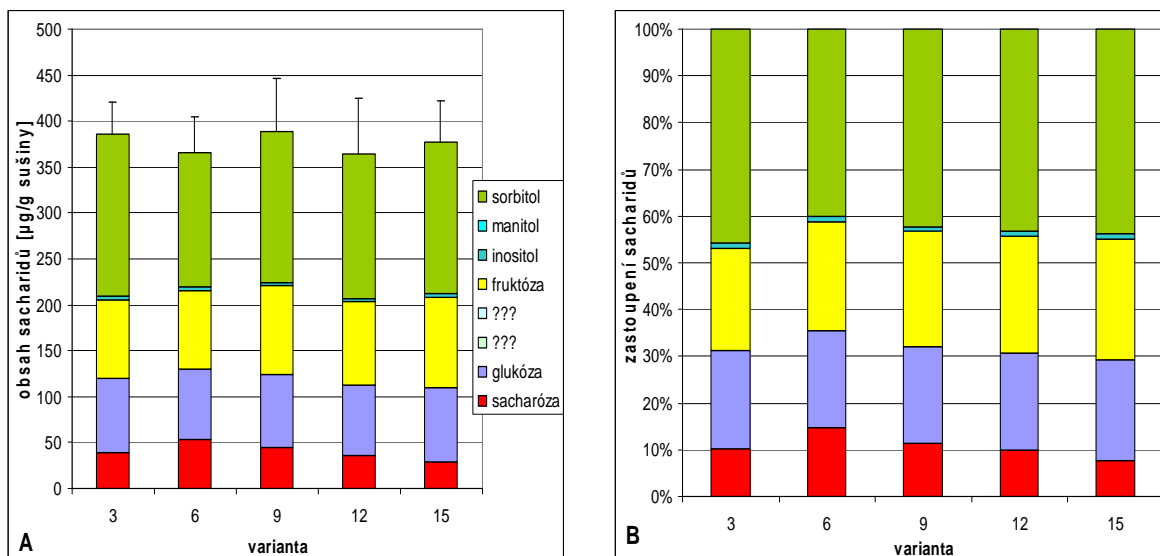 A
500
450
400
350
300
250
200
150
100
50
0
obsah sacharidů [µg/g sušiny]
3 6 9 12 15
varianta
sorbitol
manitol
inositol
fruktóza
???
???
glukóza
sacharóza
B
100%
90%
80%
70%
60%
50%
40%
30%
20%
10%
0%
zastoupení sacharidů
3 6 9 12 15
varianta